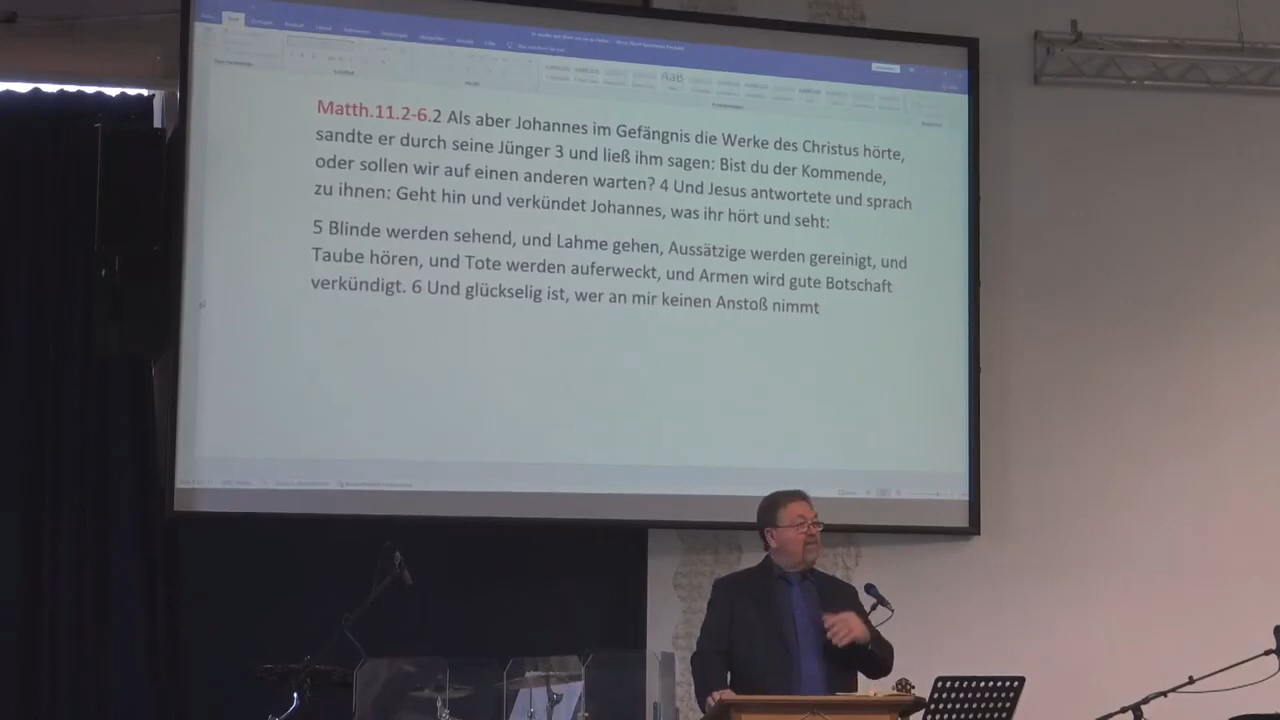 Matth.11.2-6.2 Als aber Johannes im Gefängnis die Werke des Christus hörte,
sandte er durch seine Jünger 3 und ließ ihm sagen: Bist du der Kommende,
oder sollen wir auf einen anderen warten? 4 Und Jesus antwortete und sprach
zu ihnen: Geht hin und verkündet Johannes, was ihr hört und seht:
5 Blinde werden sehend, und Lahme gehen, Aussätzige werden gereinigt, und
Taube hören, und Tote werden auferweckt, und Armen wird gute Botschaft
verkündigt. 6 Und glückselig ist, wer an mir keinen Anstoß nimmt